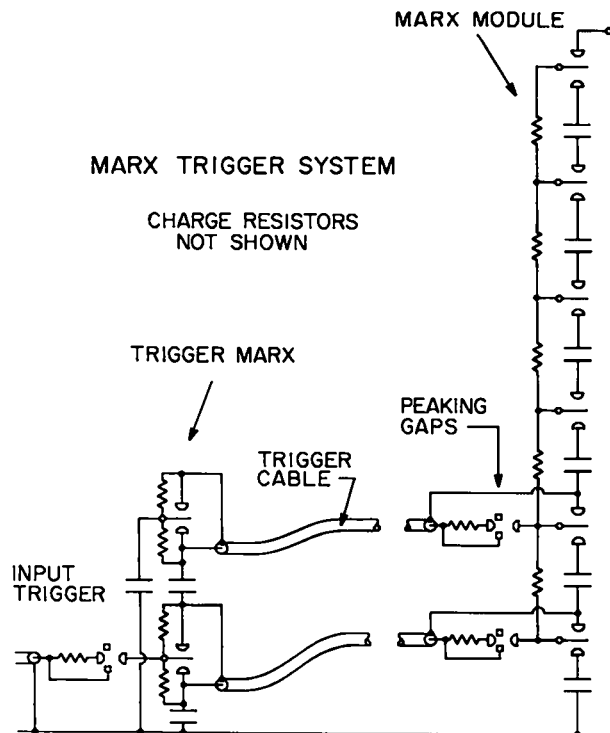 MARX MODULE
MARX TRIGGER SYSTEM
CHARGE RESISTORS
NOT SHOWN
TRIGGER MARX
PEAKING
GAPS
TRIGGER
CABLE
INPUT
TRIGGER